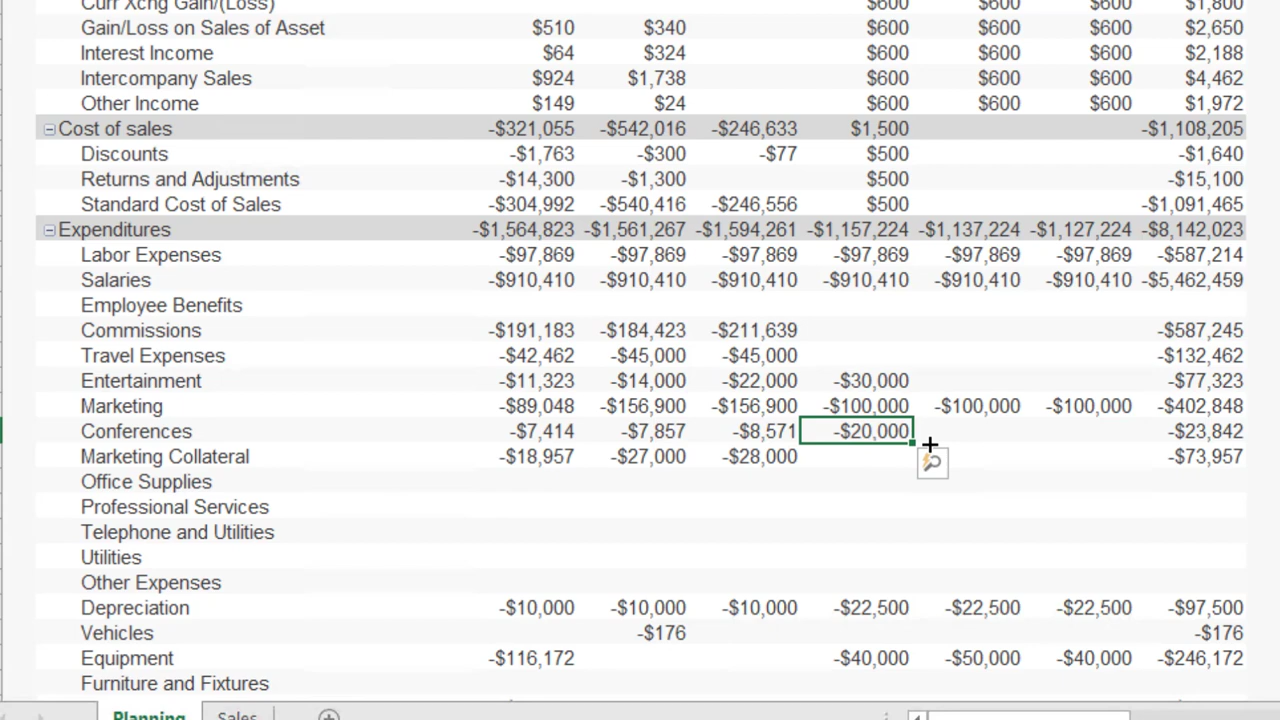 Curr Xchg Gain/(Loss) $600 $600 $600 $1,800
Gain/Loss on Sales of Asset $510 $340 $600 $600 $600 $2,650
Interest Income $64 $324 $600 $600 $600 $2,188
Intercompany Sales $924 $1,738 $600 $600 $600 $4,462
Other Income $149 $24 $600 $600 $600 $1,972
Cost of sales -$321,055 -$542,016 -$246,633 $1,500 -$1,108,205
Discounts -$1,763 -$300 -$77 $500 -$1,640
Returns and Adjustments -$14,300 -$1,300 $500 -$15,100
Standard Cost of Sales -$304,992 -$540,416 -$246,556 $500 -$1,091,465
Expenditures -$1,564,823 -$1,561,267 -$1,594,261 -$1,157,224 -$1,137,224 -$1,127,224 -$8,142,023
Labor Expenses -$97,869 -$97,869 -$97,869 -$97,869 -$97,869 -$97,869 -$587,214
Salaries -$910,410 -$910,410 -$910,410 -$910,410 -$910,410 -$910,410 -$5,462,459
Employee Benefits
Commissions -$191,183 -$184,423 -$211,639 -$587,245
Travel Expenses -$42,462 -$45,000 -$45,000 -$132,462
Entertainment -$11,323 -$14,000 -$22,000 -$30,000 -$77,323
Marketing -$89,048 -$156,900 -$156,900 -$100,000 -$100,000 -$100,000 -$402,848
Conferences -$7,414 -$7,857 -$8,571 -$20,000 -$23,842
Marketing Collateral -$18,957 -$27,000 -$28,000 -$73,957
Office Supplies
Professional Services
Telephone and Utilities
Utilities
Other Expenses
Depreciation -$10,000 -$10,000 -$10,000 -$22,500 -$22,500 -$22,500 -$97,500
Vehicles -$176 -$176
Equipment -$116,172 -$40,000 -$50,000 -$40,000 -$246,172
Furniture and Fixtures
Planning Sales